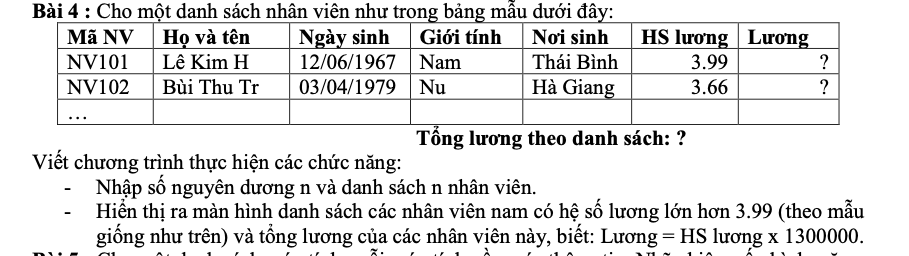 Bài 4 : Cho một danh sách nhân viên như trong bảng mẫu dưới đây:
Mã NV Họ và tên Ngày sinh Giới tính Nơi sinh HS lương Lương
NV101 Lê Kim H 12/06/1967 Nam Thái Bình 3.99 ?
NV102 Bùi Thu Tr 03/04/1979 Nu Hà Giang 3.66 ?
…
Tổng lương theo danh sách: ?
Viết chương trình thực hiện các chức năng:
- Nhập số nguyên dương n và danh sách n nhân viên.
- Hiển thị ra màn hình danh sách các nhân viên nam có hệ số lương lớn hơn 3.99 (theo mẫu
giống như trên) và tổng lương của các nhân viên này, biết: Lương = HS lương x 1300000.